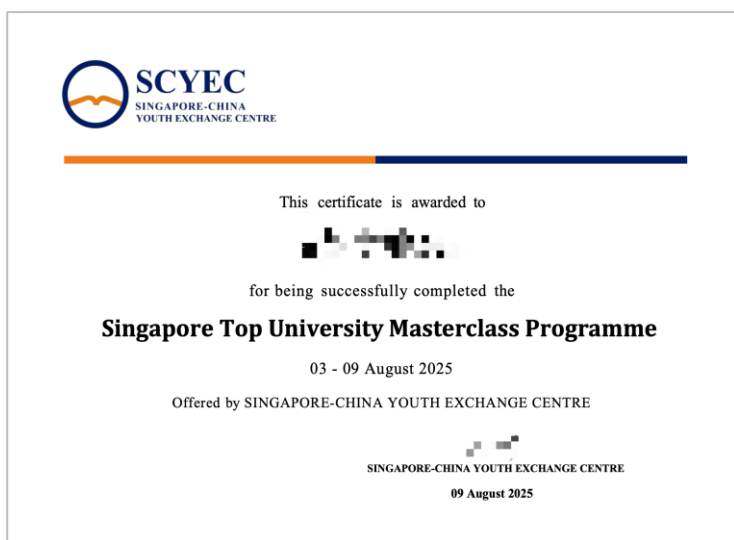 SCYEC
SINGAPORE-CHINA
YOUTH EXCHANGE CENTRE
This certificate is awarded to
for being successfully completed the
Singapore Top University Masterclass Programme
03 - 09 August 2025
Offered by SINGAPORE-CHINA YOUTH EXCHANGE CENTRE
SINGAPORE-CHINA YOUTH EXCHANGE CENTRE
09 August 2025